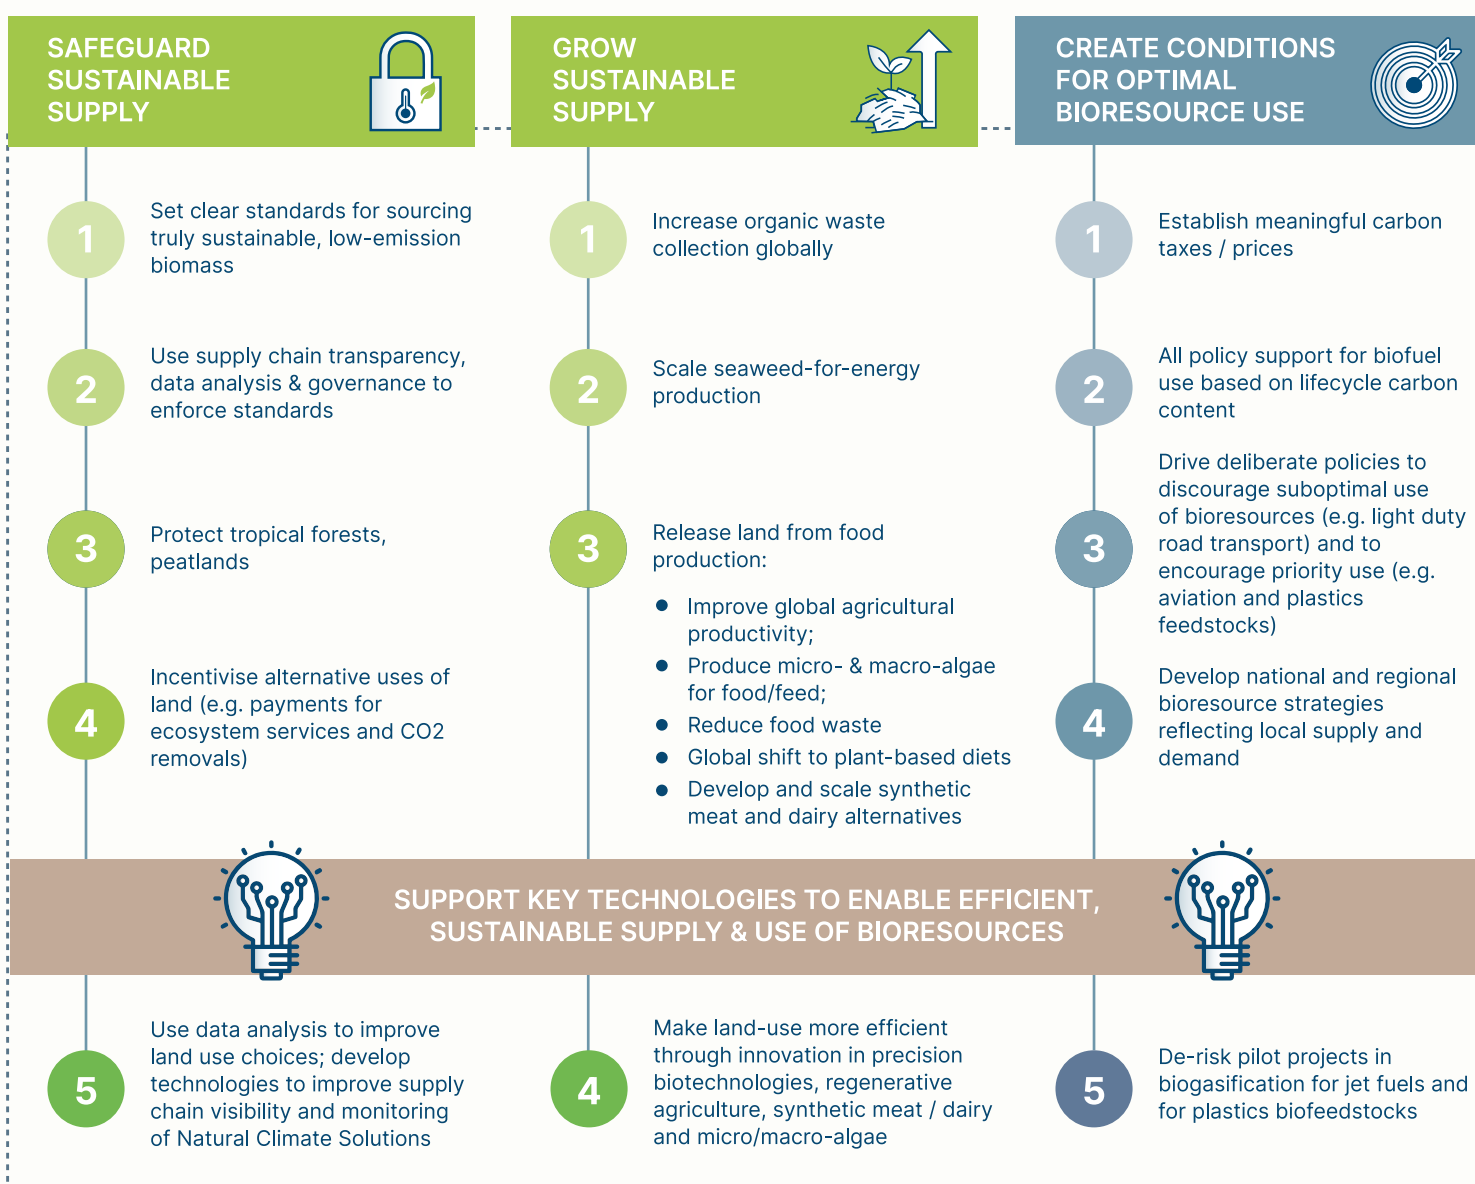 SAFEGUARD
SUSTAINABLE
SUPPLY
1
Set clear standards for sourcing
truly sustainable, low-emission
biomass
2
Use supply chain transparency,
data analysis & governance to
enforce standards
3
Protect tropical forests,
peatlands
4
Incentivise alternative uses of
land (e.g. payments for
ecosystem services and CO2
removals)
GROW
SUSTAINABLE
SUPPLY
1
Increase organic waste
collection globally
2
Scale seaweed-for-energy
production
3
Release land from food
production:
● Improve global agricultural
productivity;
● Produce micro- & macro-algae
for food/feed;
● Reduce food waste
● Global shift to plant-based diets
● Develop and scale synthetic
meat and dairy alternatives
CREATE CONDITIONS
FOR OPTIMAL
BIORESOURCE USE
1
Establish meaningful carbon
taxes / prices
2
All policy support for biofuel
use based on lifecycle carbon
content
3
Drive deliberate policies to
discourage suboptimal use
of bioresources (e.g. light duty
road transport) and to
encourage priority use (e.g.
aviation and plastics
feedstocks)
4
Develop national and regional
bioresource strategies
reflecting local supply and
demand
SUPPORT KEY TECHNOLOGIES TO ENABLE EFFICIENT,
SUSTAINABLE SUPPLY & USE OF BIORESOURCES
5
Use data analysis to improve
land use choices; develop
technologies to improve supply
chain visibility and monitoring
of Natural Climate Solutions
4
Make land-use more efficient
through innovation in precision
biotechnologies, regenerative
agriculture, synthetic meat / dairy
and micro/macro-algae
5
De-risk pilot projects in
biogasification for jet fuels and
for plastics biofeedstocks